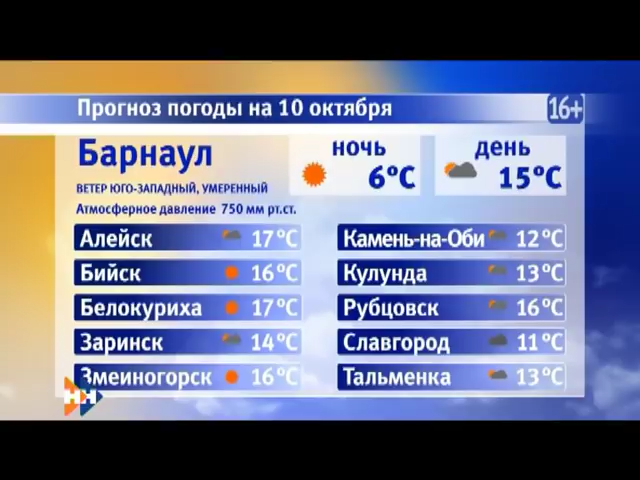 Прогноз погоды на 10 октября
16+
Барнаул
ВЕТЕР ЮГО-ЗАПАДНЫЙ, УМЕРЕННЫЙ
Атмосферное давление 750 мм рт.ст.
ночь
6°C
день
15°C
Алейск 17°C
Бийск 16°C
Белокуриха 17°C
Заринск 14°C
Змеиногорск 16°C
Камень-на-Оби 12°C
Кулунда 13°C
Рубцовск 16°C
Славгород 11°C
Тальменка 13°C
НН